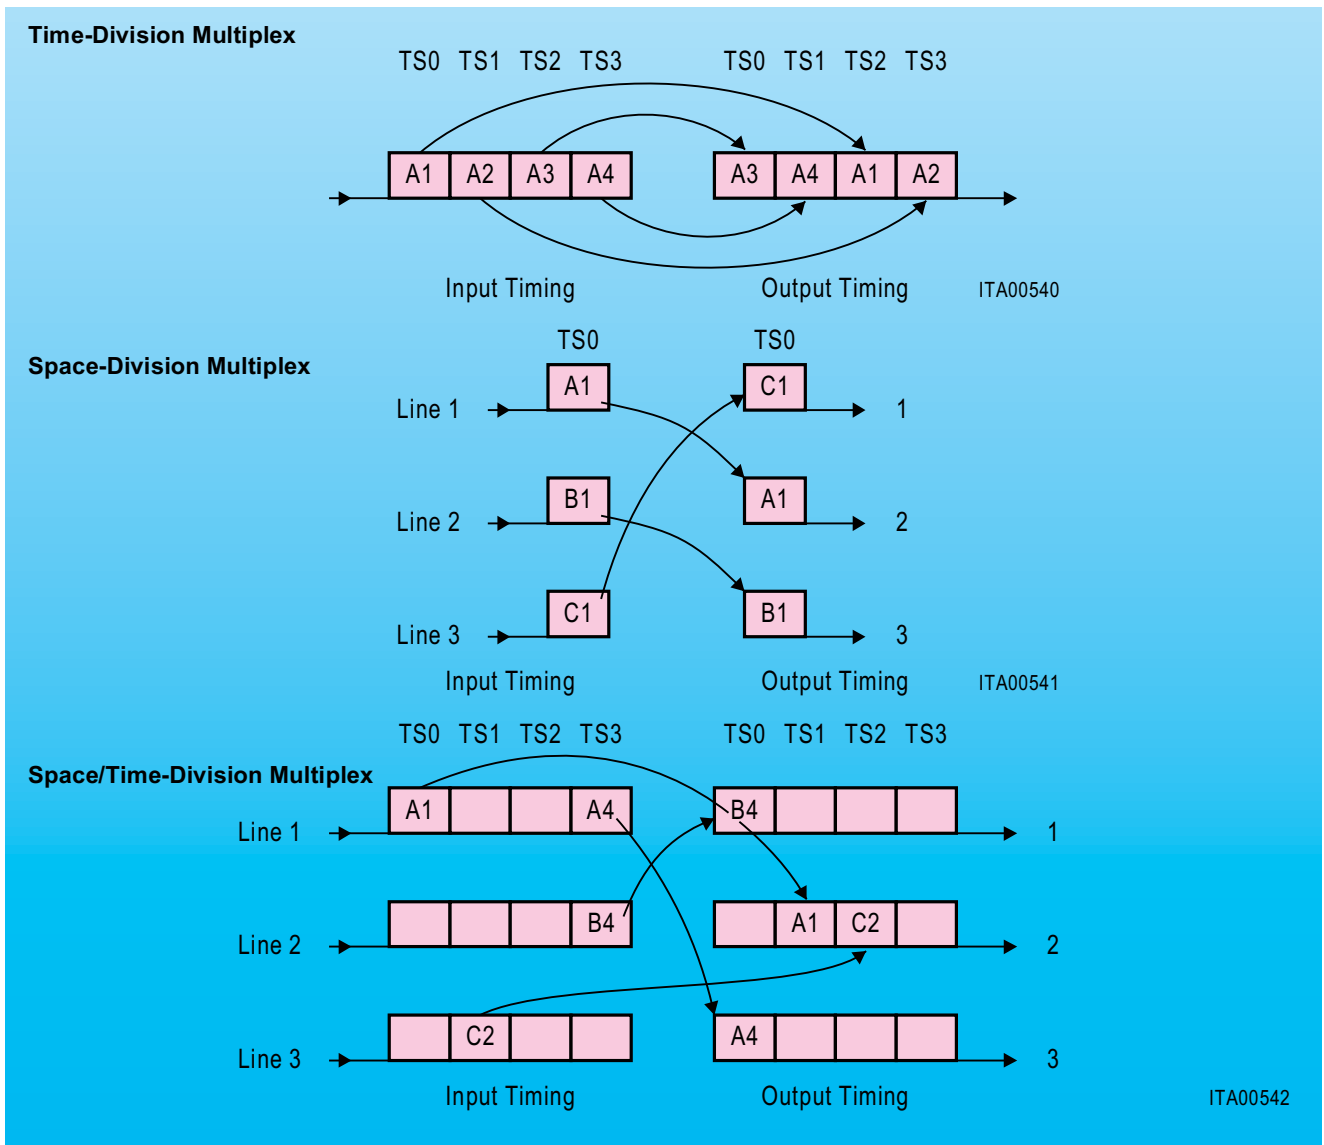 Time-Division Multiplex
TS0 TS1 TS2 TS3 TS0 TS1 TS2 TS3
A1 A2 A3 A4 A3 A4 A1 A2
Input Timing Output Timing ITA00540
Space-Division Multiplex
TS0 TS0
A1 C1
Line 1 1
B1 A1
Line 2 2
C1 B1
Line 3 3
Input Timing Output Timing ITA00541
TS0 TS1 TS2 TS3 TS0 TS1 TS2 TS3
Space/Time-Division Multiplex
A1 A4 B4
Line 1 1
B4 A1 C2
Line 2 2
C2 A4
Line 3 3
Input Timing Output Timing ITA00542